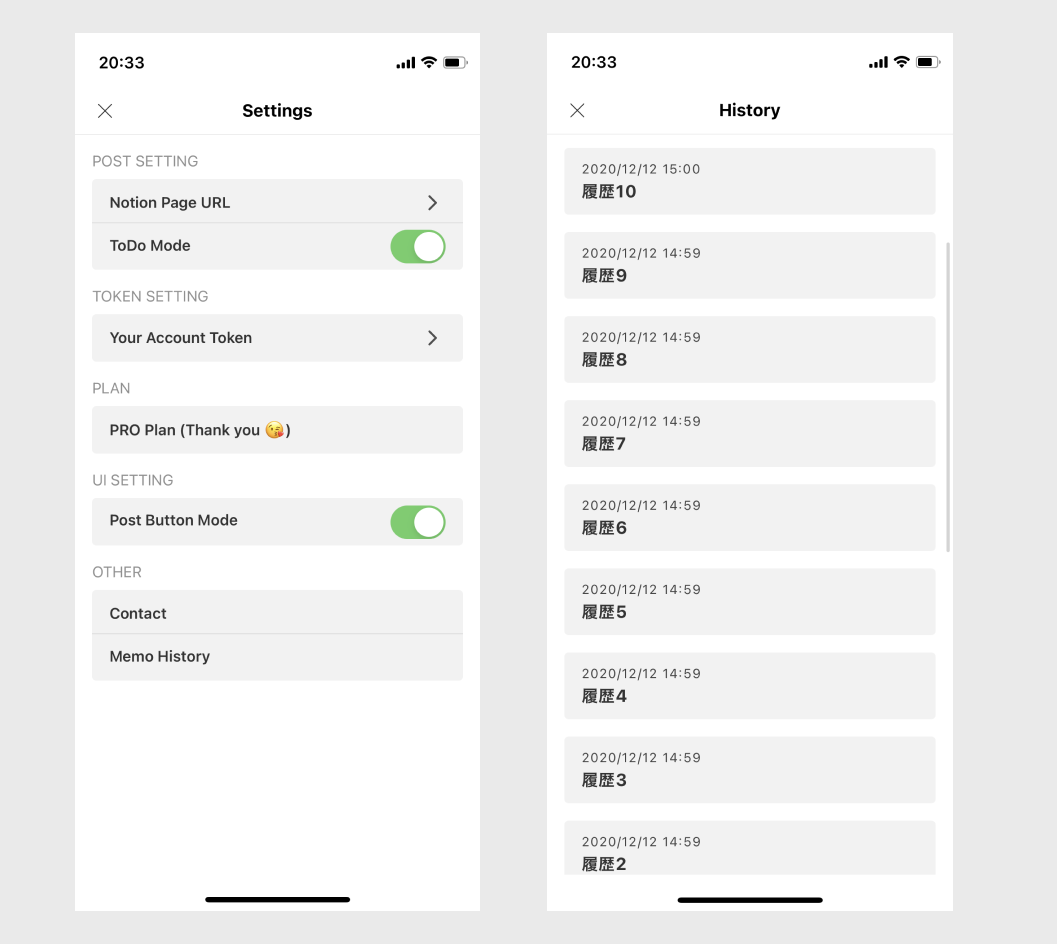 20:33
Settings
POST SETTING
Notion Page URL
ToDo Mode
TOKEN SETTING
Your Account Token
PLAN
PRO Plan (Thank you 😘)
UI SETTING
Post Button Mode
OTHER
Contact
Memo History
20:33
History
2020/12/12 15:00
履歴10
2020/12/12 14:59
履歴9
2020/12/12 14:59
履歴8
2020/12/12 14:59
履歴7
2020/12/12 14:59
履歴6
2020/12/12 14:59
履歴5
2020/12/12 14:59
履歴4
2020/12/12 14:59
履歴3
2020/12/12 14:59
履歴2